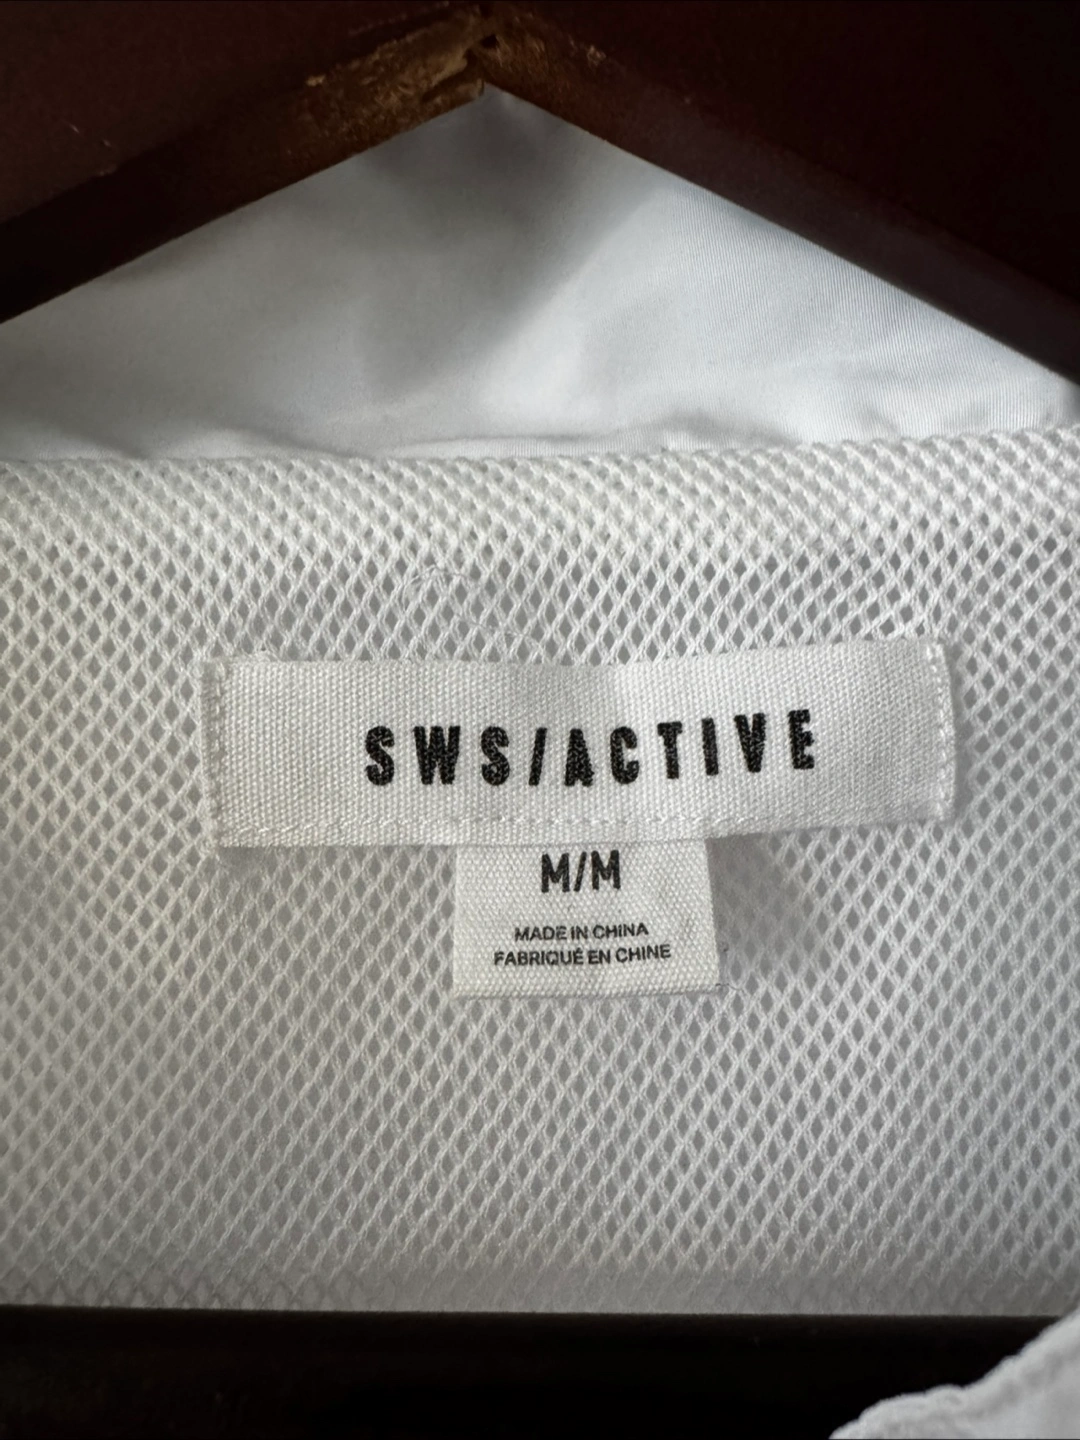 SWS/ACTIVE
M/M
MADE IN CHINA
FABRIQUÉ EN CHINE